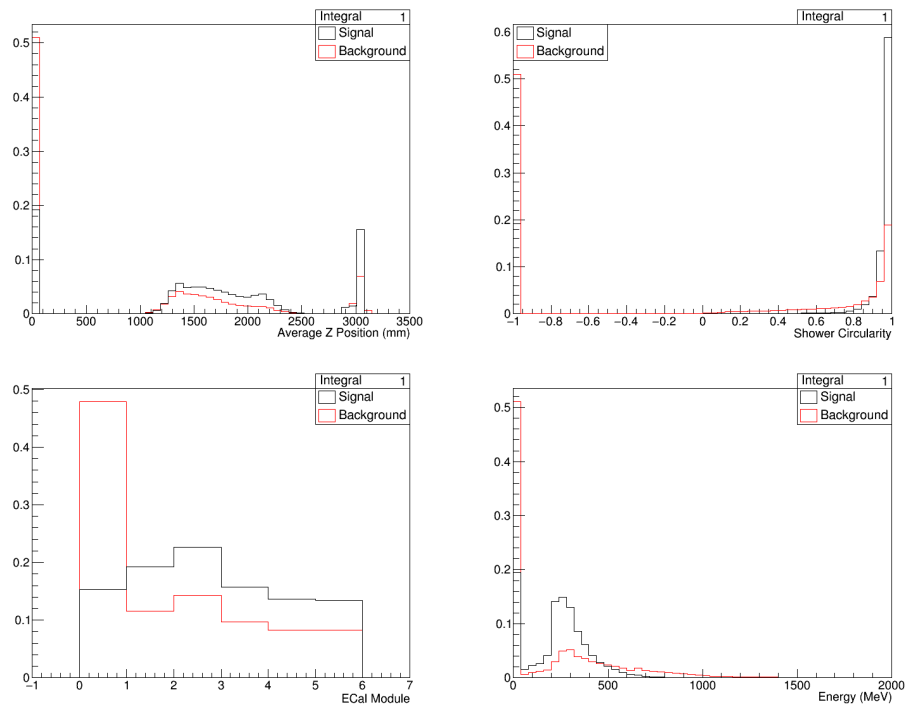 Integral 1
Signal
Background
0.5
0.4
0.3
0.2
0.1
0
0 500 1000 1500 2000 2500 3000 3500
Average Z Position (mm)
Integral 1
Signal
Background
0.6
0.5
0.4
0.3
0.2
0.1
0
−1 −0.8 −0.6 −0.4 −0.2 0 0.2 0.4 0.6 0.8 1
Shower Circularity
Integral 1
Signal
Background
0.5
0.4
0.3
0.2
0.1
0
−1 0 1 2 3 4 5 6 7
ECal Module
Integral 1
Signal
Background
0.5
0.4
0.3
0.2
0.1
0
0 500 1000 1500 2000
Energy (MeV)